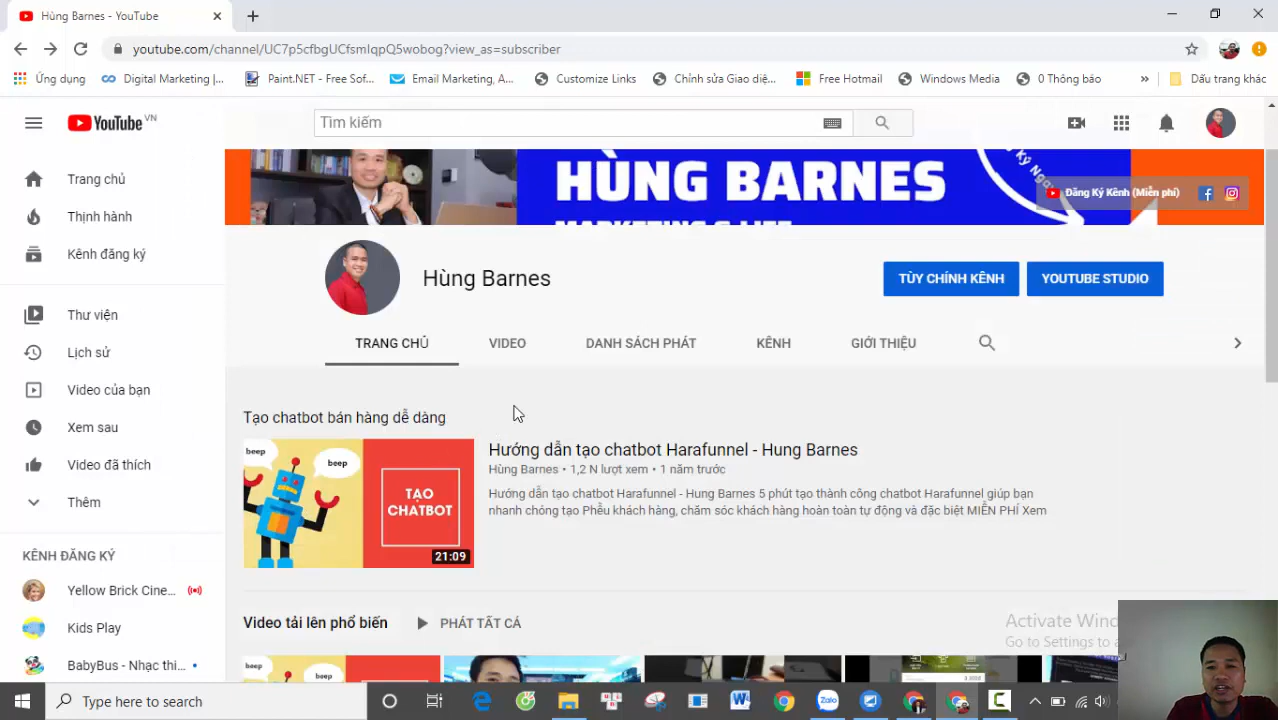 Hùng Barnes - YouTube
youtube.com/channel/UC7p5cfbgUCfsmIqpQ5wobog?view_as=subscriber
Ứng dụng
Digital Marketing |...
Paint.NET - Free Sof...
Email Marketing, A...
Customize Links
Chỉnh sửa Giao diệ...
Free Hotmail
Windows Media
0 Thông báo
»
Dấu trang khác
YouTube VN
Tìm kiếm
Trang chủ
Thịnh hành
Kênh đăng ký
Thư viện
Lịch sử
Video của bạn
Xem sau
Video đã thích
Thêm
KÊNH ĐĂNG KÝ
Yellow Brick Cine...
Kids Play
BabyBus - Nhạc thi...
HÙNG BARNES
MARKETING & LIFE
Đăng Ký Kênh (Miễn phí)
Hùng Barnes
TÙY CHỈNH KÊNH
YOUTUBE STUDIO
TRANG CHỦ
VIDEO
DANH SÁCH PHÁT
KÊNH
GIỚI THIỆU
Tạo chatbot bán hàng dễ dàng
beep
beep
TẠO
CHATBOT
21:09
Hướng dẫn tạo chatbot Harafunnel - Hung Barnes
Hùng Barnes • 1,2 N lượt xem • 1 năm trước
Hướng dẫn tạo chatbot Harafunnel - Hung Barnes 5 phút tạo thành công chatbot Harafunnel giúp bạn
nhanh chóng tạo Phễu khách hàng, chăm sóc khách hàng hoàn toàn tự động và đặc biệt MIỄN PHÍ Xem
Video tải lên phổ biến
PHÁT TẤT CẢ
beep
Activate Win
Go to Settings to a
Type here to search
Zalo